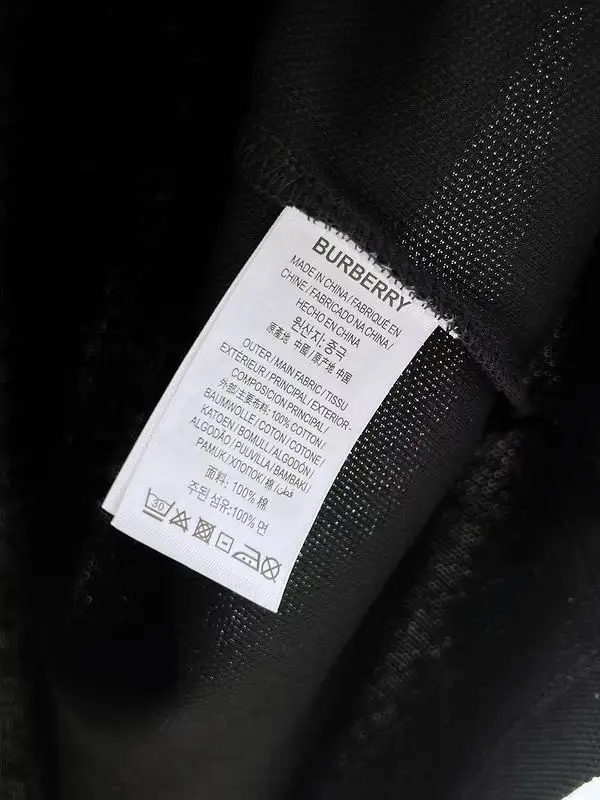 BURBERRY
MADE IN CHINA / FABRIQUÉ EN
CHINE / FABRICADO NA CHINA /
HECHO EN CHINA
원산지: 중국
原產地 中國 / 原产地 中国
OUTER / MAIN FABRIC / TISSU
EXTERIEUR / PRINCIPAL / EXTERIOR-
COMPOSICION PRINCIPAL /
外部/主要布料: 100% COTTON /
BAUMWOLLE / COTON / COTONE /
KATOEN / BOMULL / ALGODÓN /
ALGODÃO / PUUVILLA / BAMBAKI /
PAMUK / ХЛОПОК / 棉 / قطن
面料: 100% 棉
주된 섬유:100% 면
30